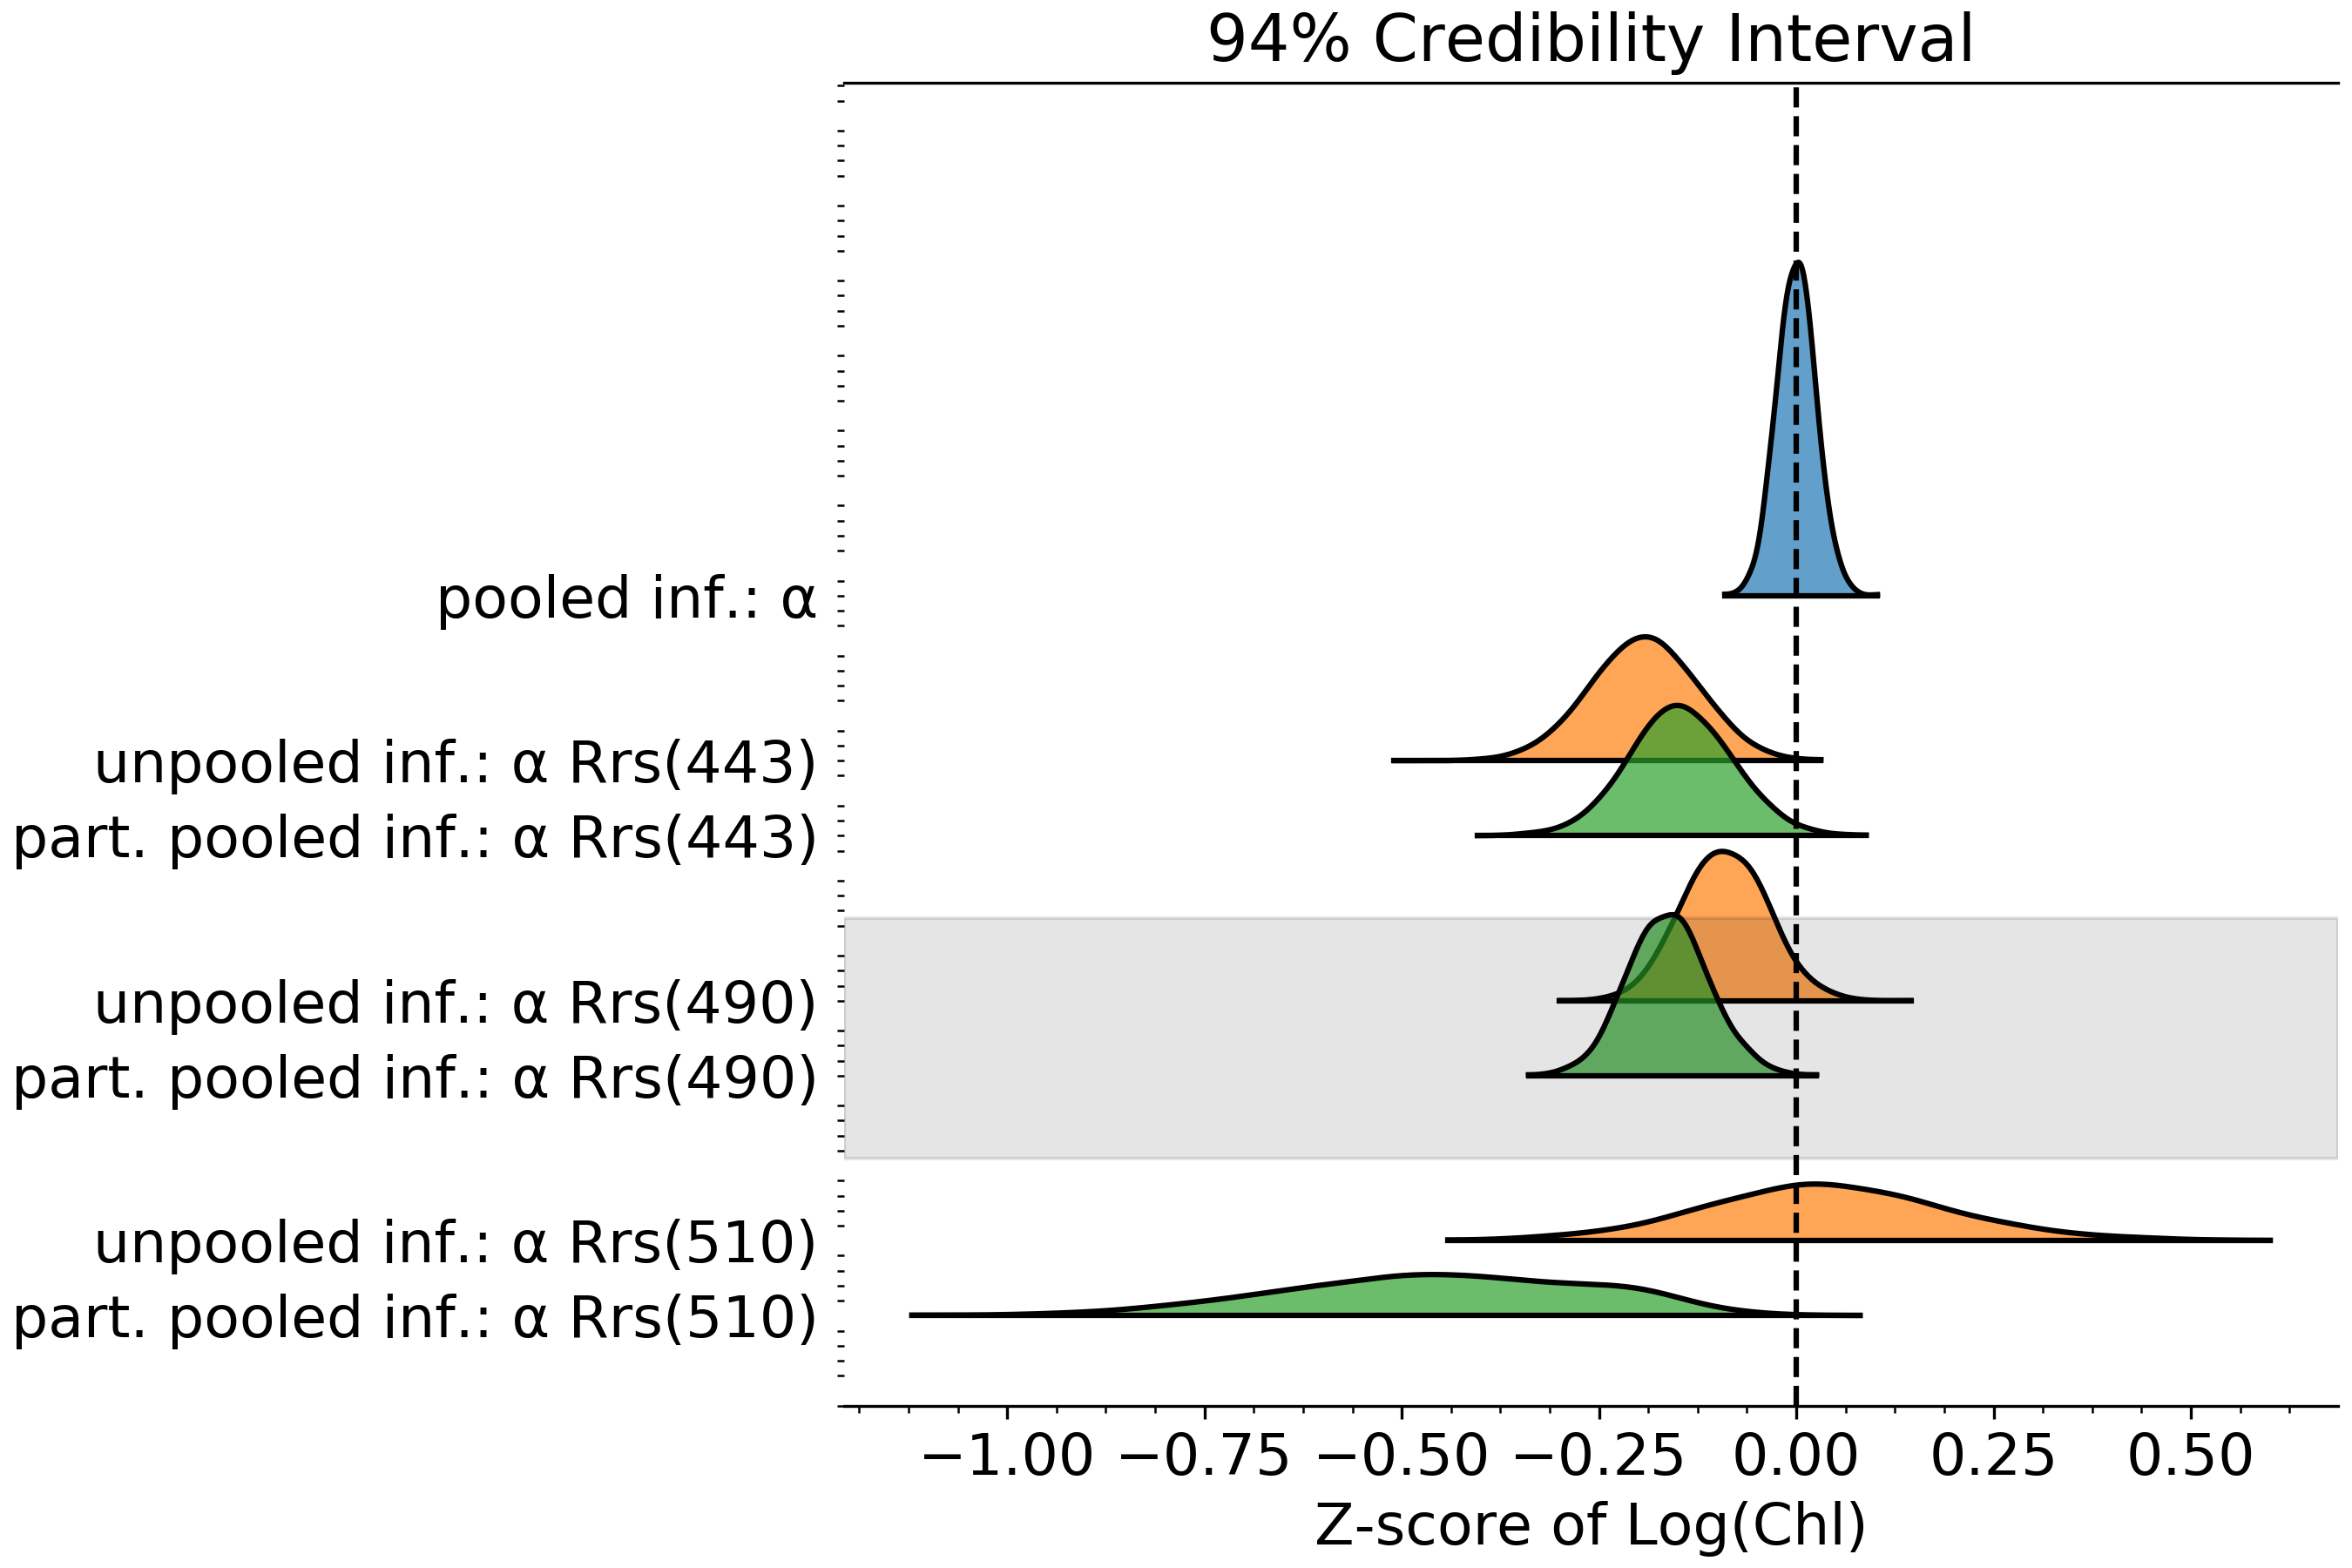 94% Credibility Interval
pooled inf.: α
unpooled inf.: α Rrs(443)
part. pooled inf.: α Rrs(443)
unpooled inf.: α Rrs(490)
part. pooled inf.: α Rrs(490)
unpooled inf.: α Rrs(510)
part. pooled inf.: α Rrs(510)
−1.00 −0.75 −0.50 −0.25 0.00 0.25 0.50
Z-score of Log(Chl)